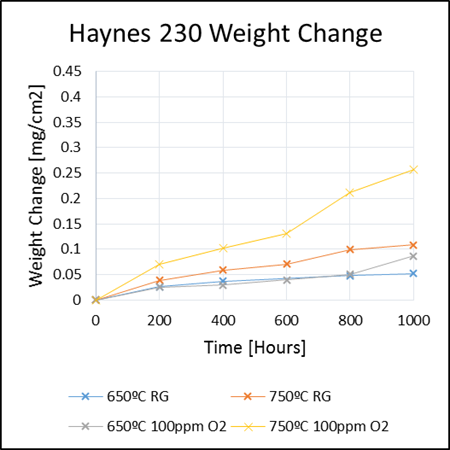 Haynes 230 Weight Change
0.45
0.4
0.35
0.3
0.25
0.2
0.15
0.1
0.05
0
Weight Change [mg/cm2]
0 200 400 600 800 1000
Time [Hours]
650ºC RG 750ºC RG
650ºC 100ppm O2 750ºC 100ppm O2